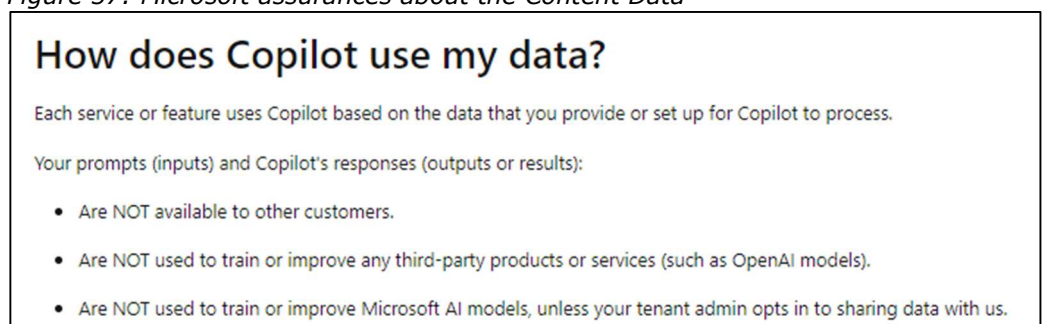 Figure 37: Microsoft assurances about the Content Data
How does Copilot use my data?
Each service or feature uses Copilot based on the data that you provide or set up for Copilot to process.
Your prompts (inputs) and Copilot's responses (outputs or results):
• Are NOT available to other customers.
• Are NOT used to train or improve any third-party products or services (such as OpenAI models).
• Are NOT used to train or improve Microsoft AI models, unless your tenant admin opts in to sharing data with us.